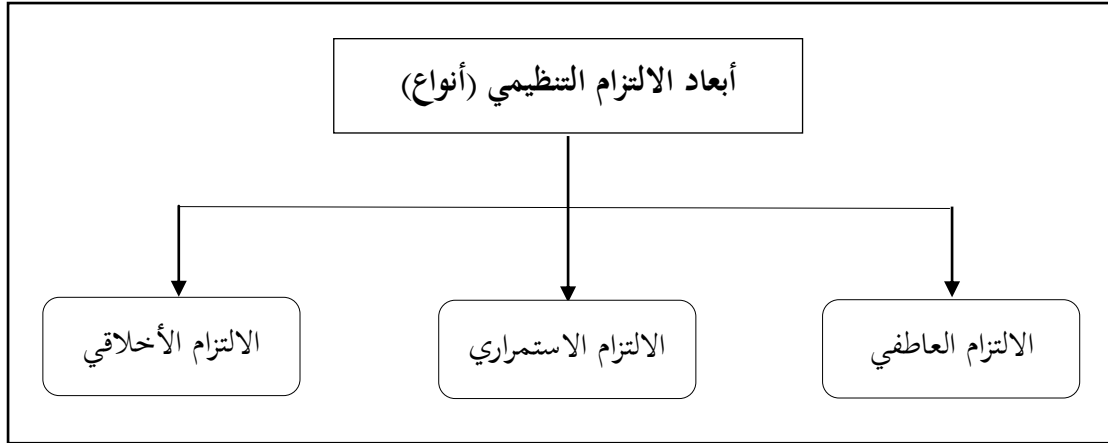 أبعاد الالتزام التنظيمي (أنواع)
الالتزام العاطفي
الالتزام الاستمراري
الالتزام الأخلاقي